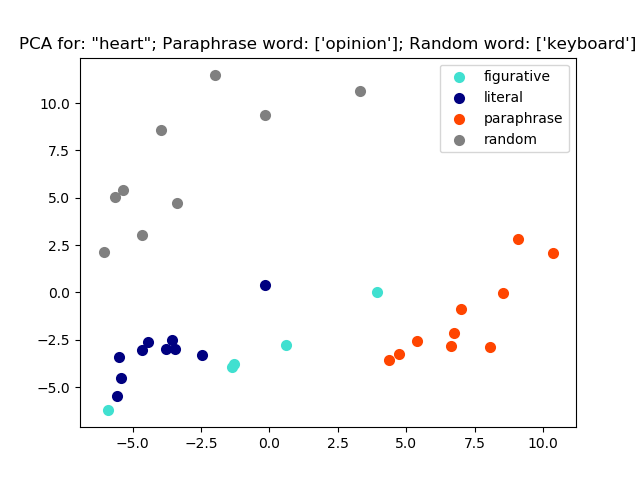 PCA for: "heart"; Paraphrase word: ['opinion']; Random word: ['keyboard']
figurative
literal
paraphrase
random
10.0
7.5
5.0
2.5
0.0
−2.5
−5.0
−5.0 −2.5 0.0 2.5 5.0 7.5 10.0